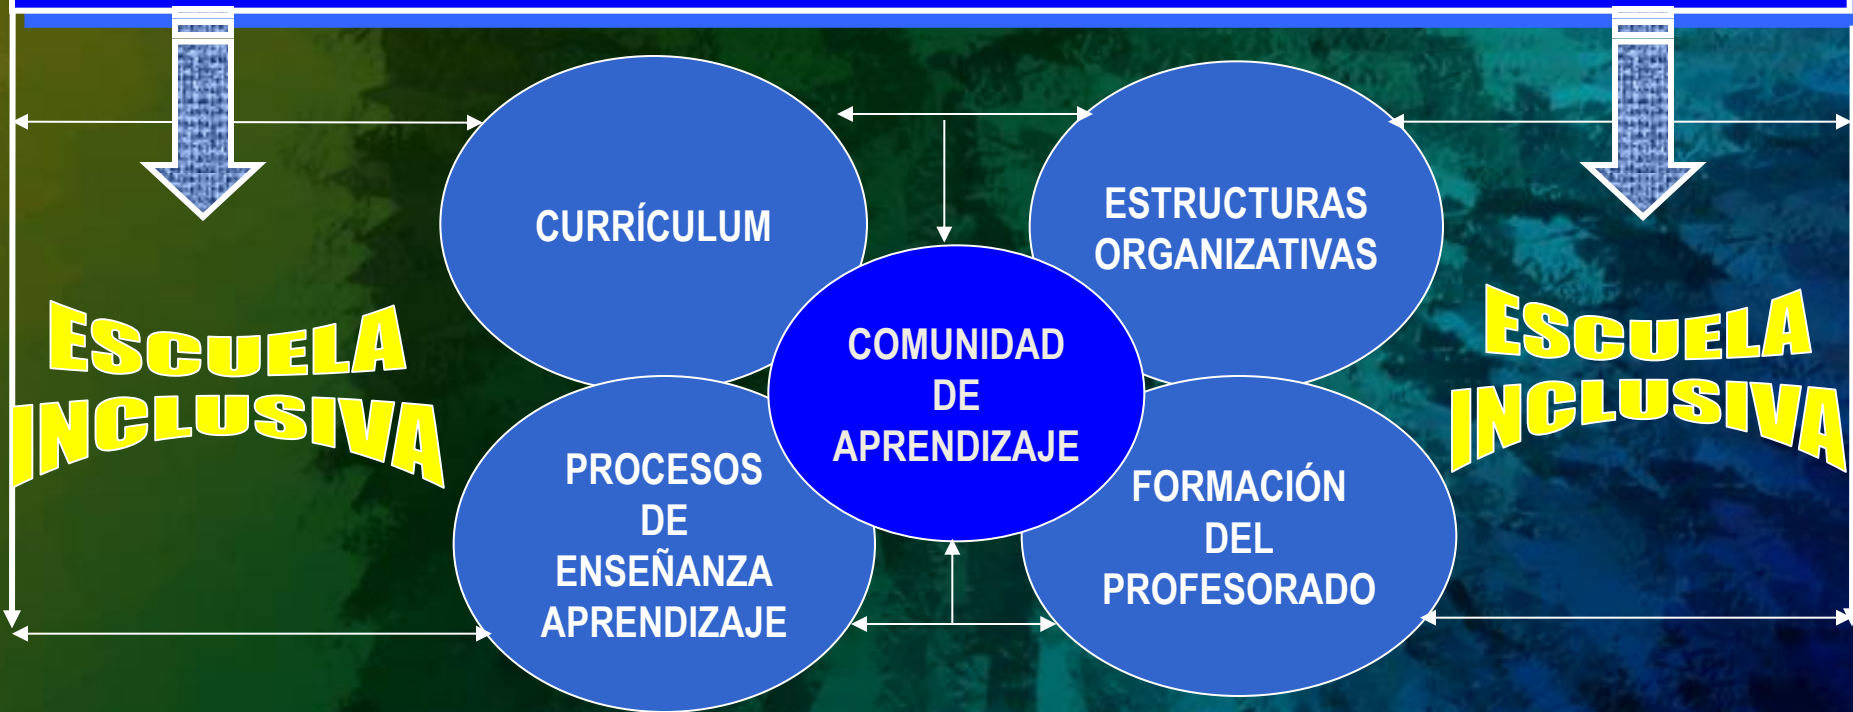 CURRÍCULUM
ESTRUCTURAS
ORGANIZATIVAS
ESCUELA
INCLUSIVA
COMUNIDAD
DE
APRENDIZAJE
ESCUELA
INCLUSIVA
PROCESOS
DE
ENSEÑANZA
APRENDIZAJE
FORMACIÓN
DEL
PROFESORADO